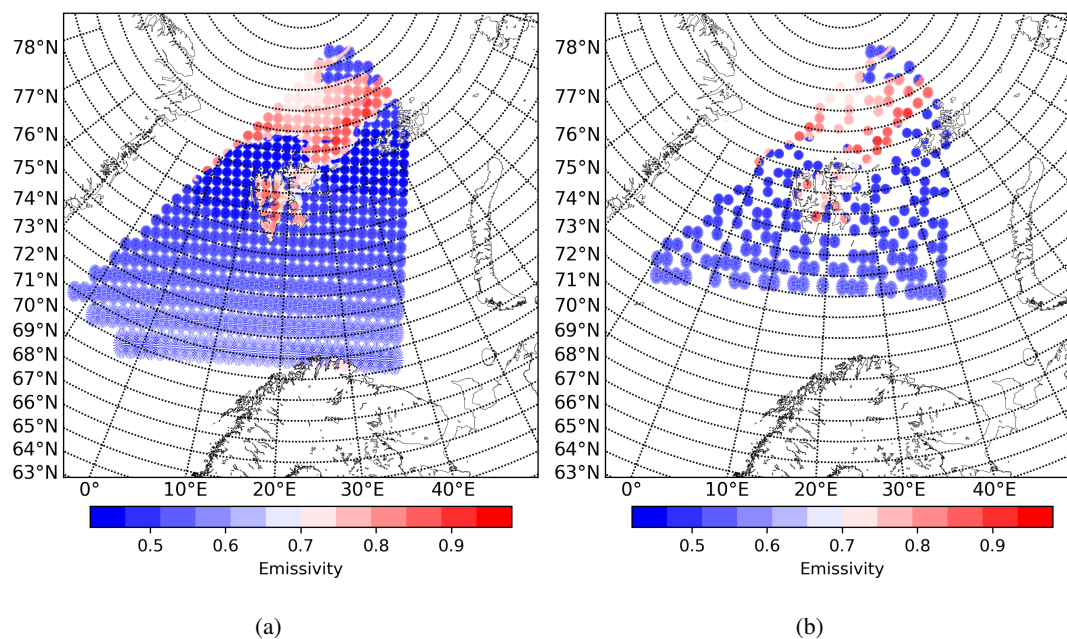 78°N
77°N
76°N
75°N
74°N
73°N
72°N
71°N
70°N
69°N
68°N
67°N
66°N
65°N
64°N
63°N
0° 10°E 20°E 30°E 40°E
0.5 0.6 0.7 0.8 0.9
Emissivity
(a)
78°N
77°N
76°N
75°N
74°N
73°N
72°N
71°N
70°N
69°N
68°N
67°N
66°N
65°N
64°N
63°N
0° 10°E 20°E 30°E 40°E
0.5 0.6 0.7 0.8 0.9
Emissivity
(b)